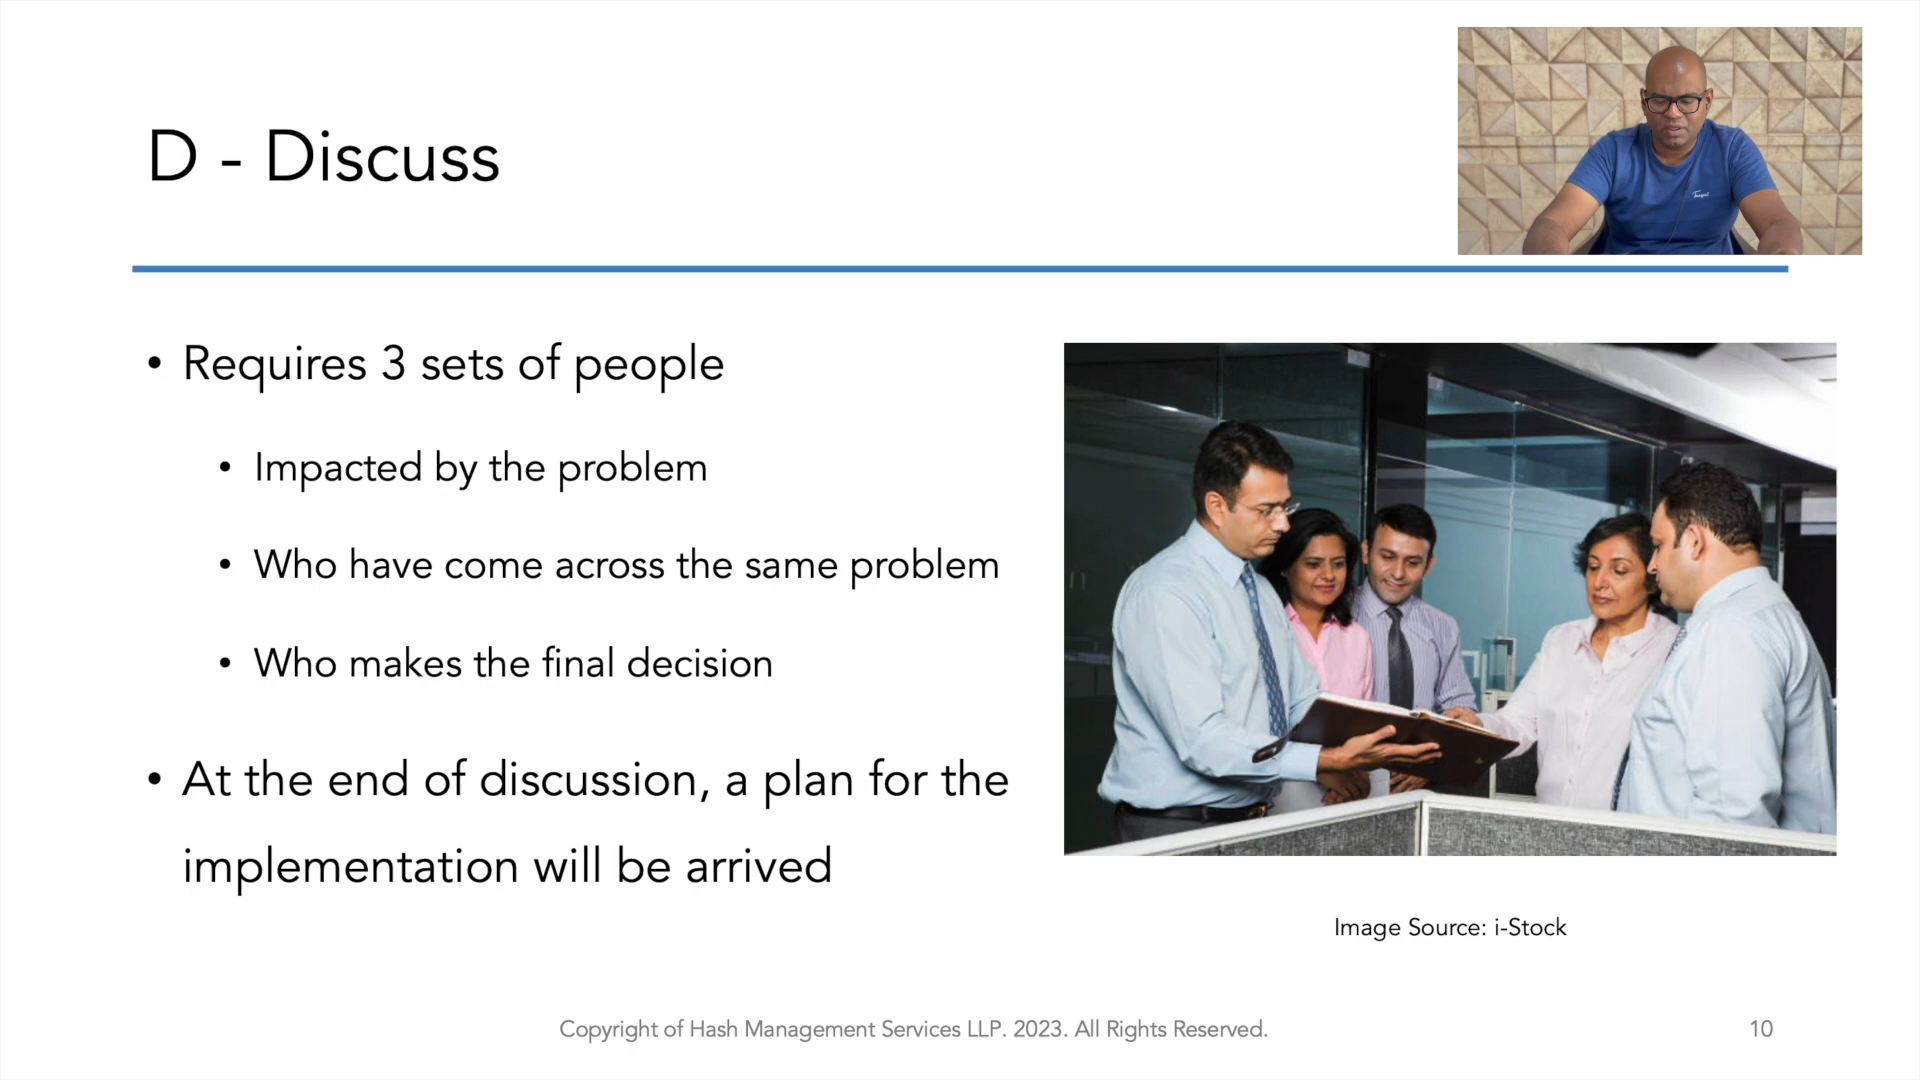 D - Discuss
• Requires 3 sets of people
• Impacted by the problem
• Who have come across the same problem
• Who makes the final decision
• At the end of discussion, a plan for the
implementation will be arrived
Image Source: i-Stock
Copyright of Hash Management Services LLP. 2023. All Rights Reserved.
10